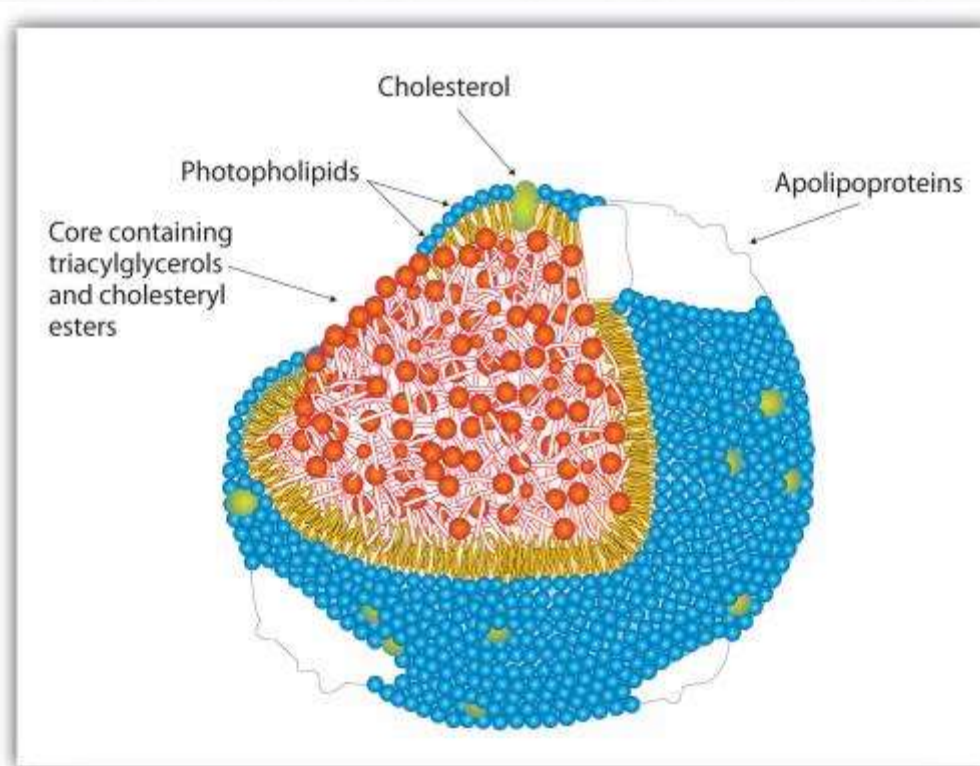 Cholesterol
Photopholipids
Apolipoproteins
Core containing
triacylglycerols
and cholesteryl
esters